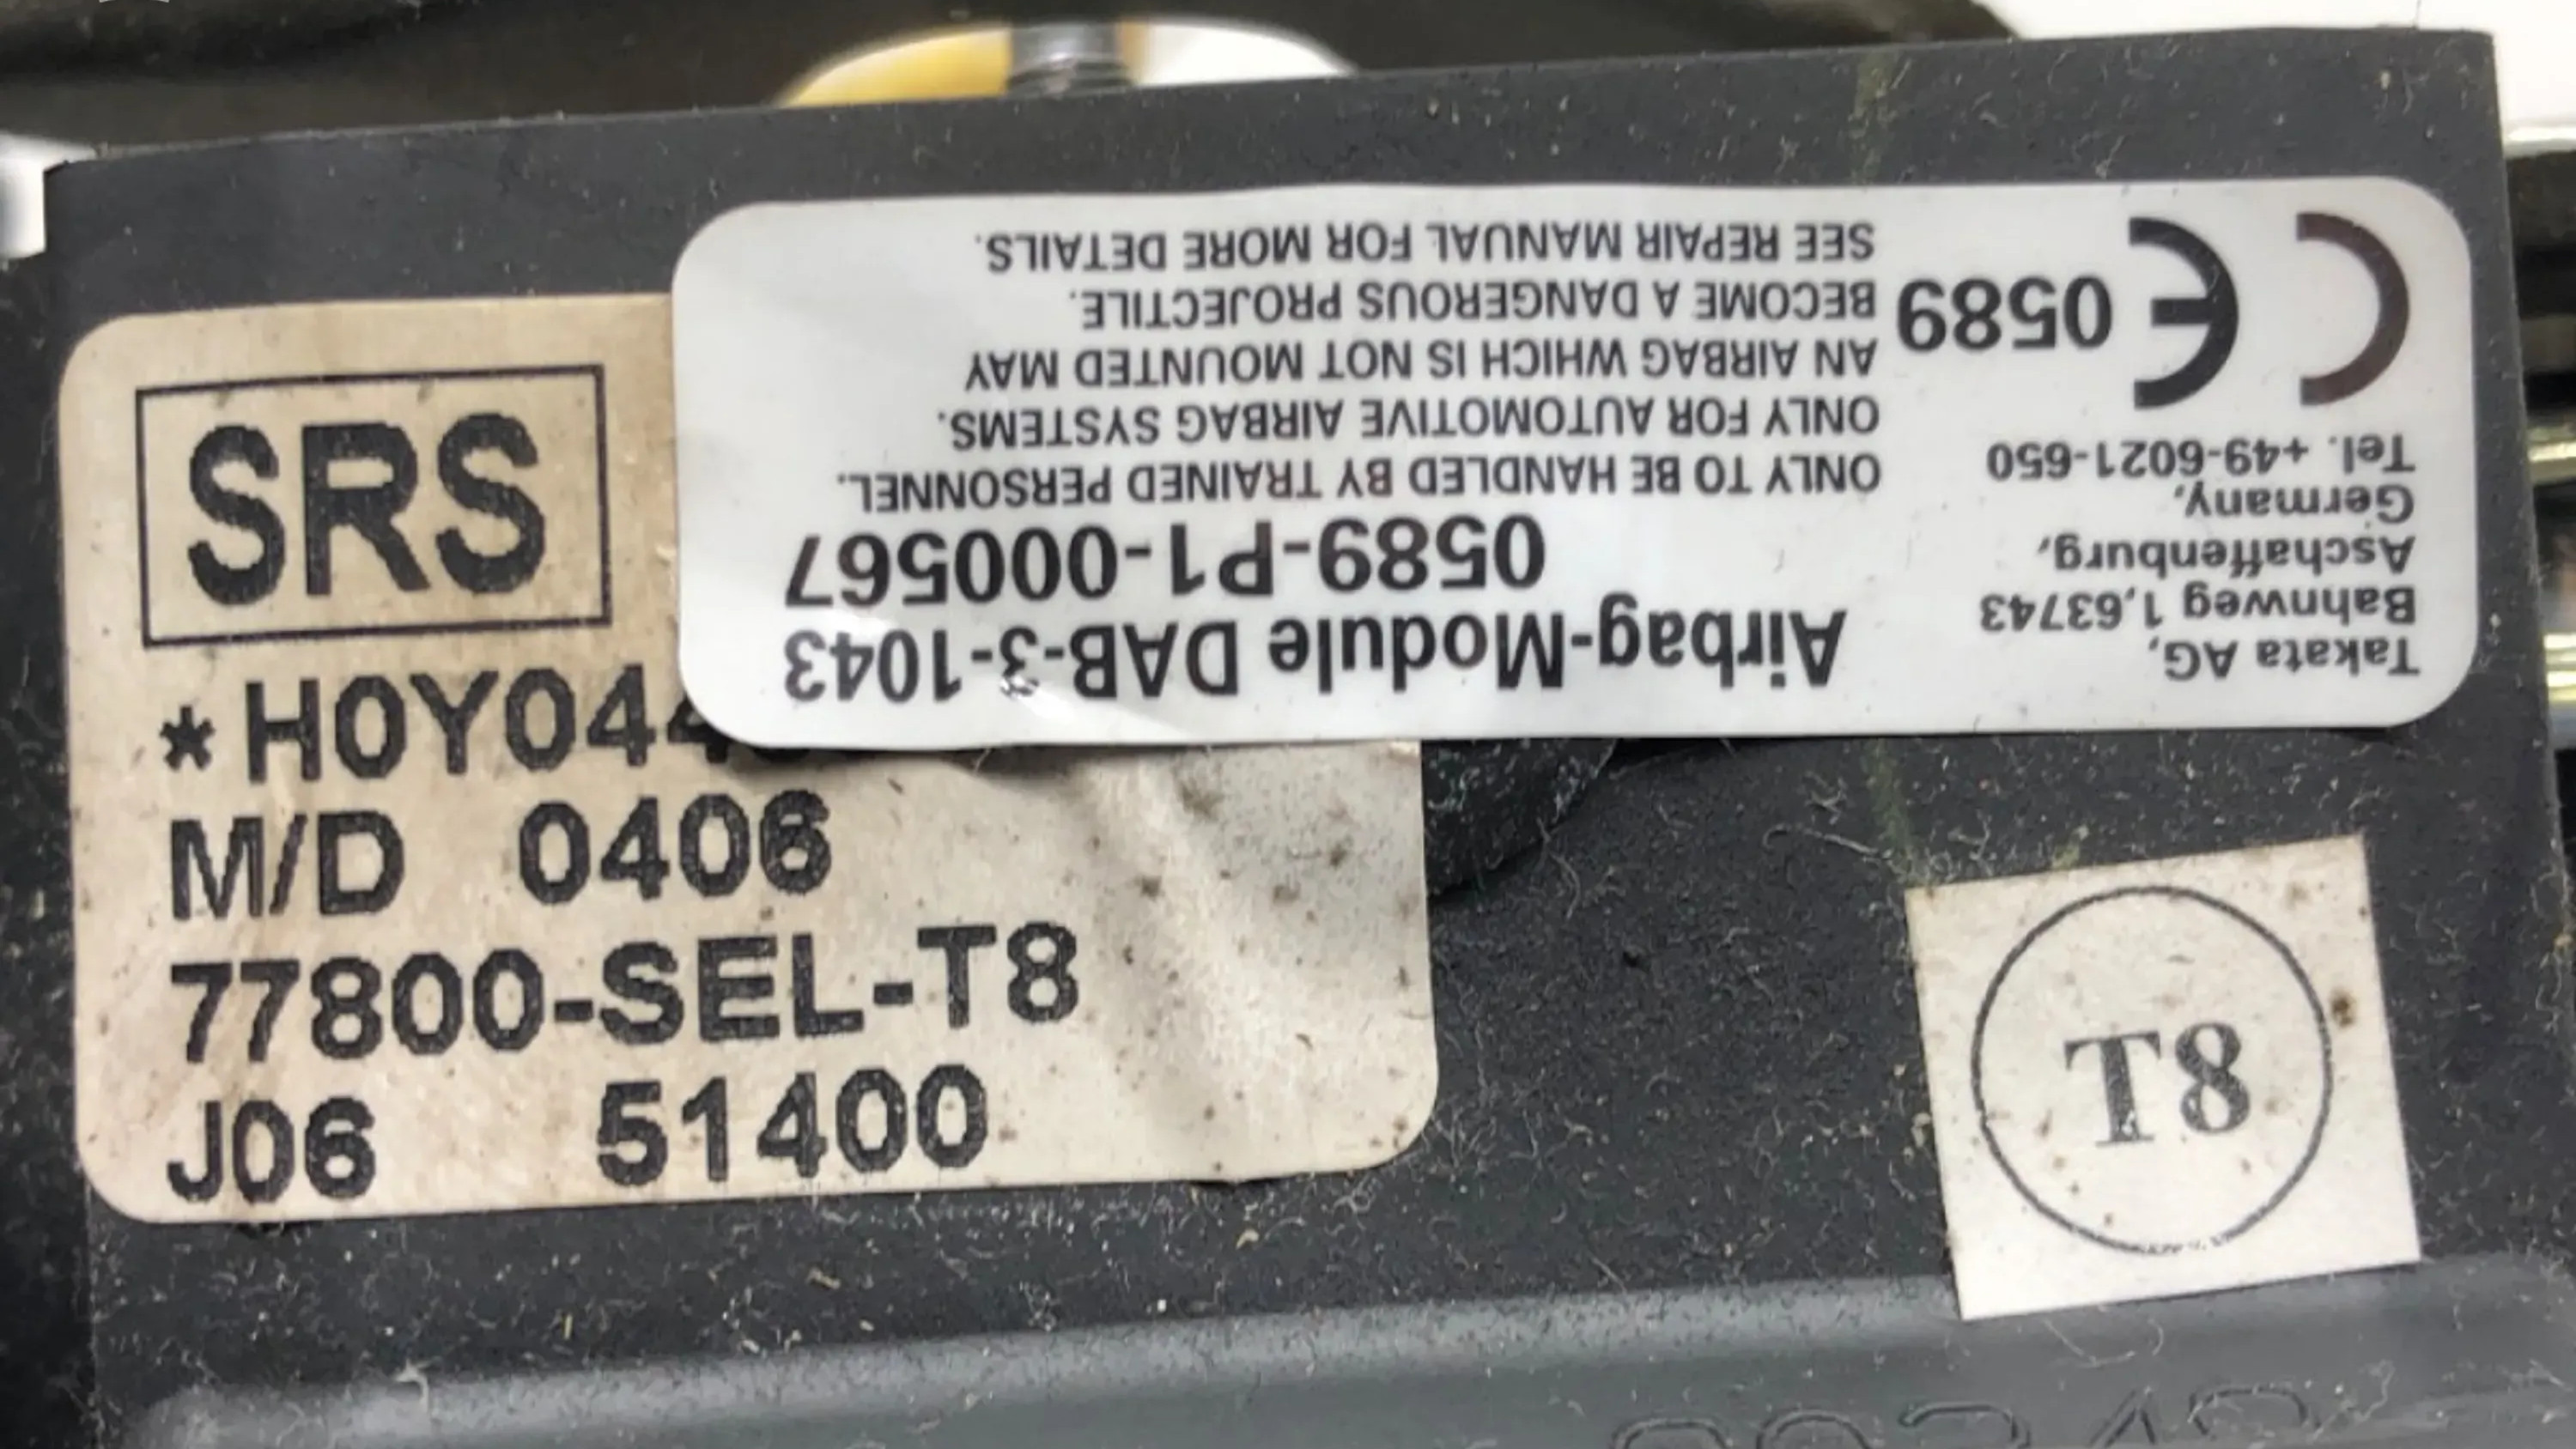 SRS
*H0Y044
M/D 0406
77800-SEL-T8
J06 51400
Takata AG,
Bahnweg 1,63743
Aschaffenburg,
Germany,
Tel. +49-6021-650
CE 0589
Airbag-Module DAB-3-1043
0589-P1-000567
ONLY TO BE HANDLED BY TRAINED PERSONNEL.
ONLY FOR AUTOMOTIVE AIRBAG SYSTEMS.
AN AIRBAG WHICH IS NOT MOUNTED MAY
BECOME A DANGEROUS PROJECTILE.
SEE REPAIR MANUAL FOR MORE DETAILS.
T8